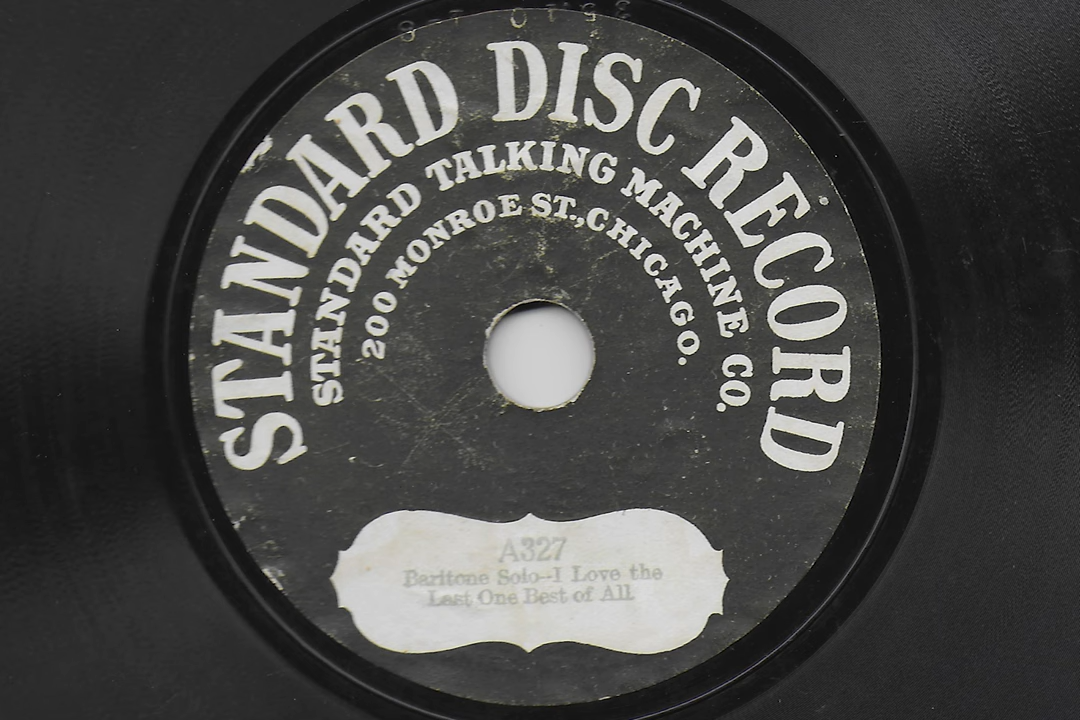 STANDARD DISC RECORD
STANDARD TALKING MACHINE CO.
200 MONROE ST., CHICAGO.
A327
Baritone Solo--I Love the
Last One Best of All